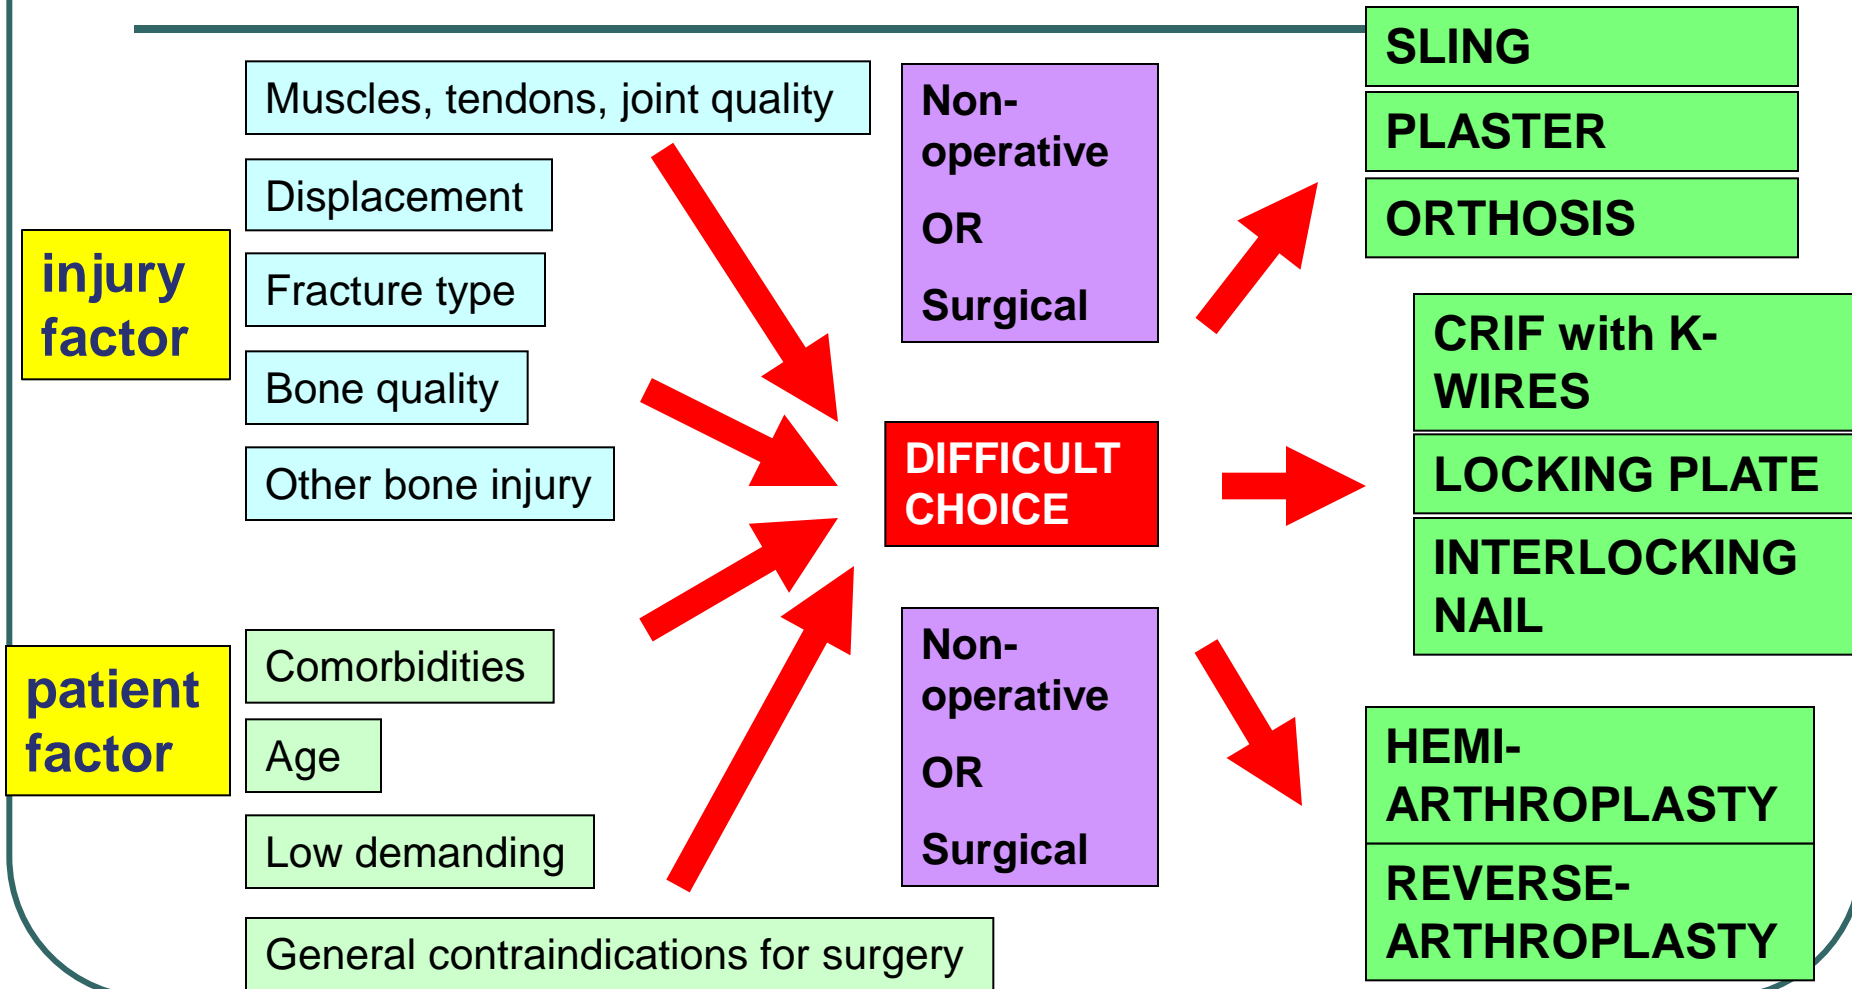 injury
factor
Muscles, tendons, joint quality
Displacement
Fracture type
Bone quality
Other bone injury
patient
factor
Comorbidities
Age
Low demanding
General contraindications for surgery
Non-
operative
OR
Surgical
DIFFICULT
CHOICE
Non-
operative
OR
Surgical
SLING
PLASTER
ORTHOSIS
CRIF with K-
WIRES
LOCKING PLATE
INTERLOCKING
NAIL
HEMI-
ARTHROPLASTY
REVERSE-
ARTHROPLASTY